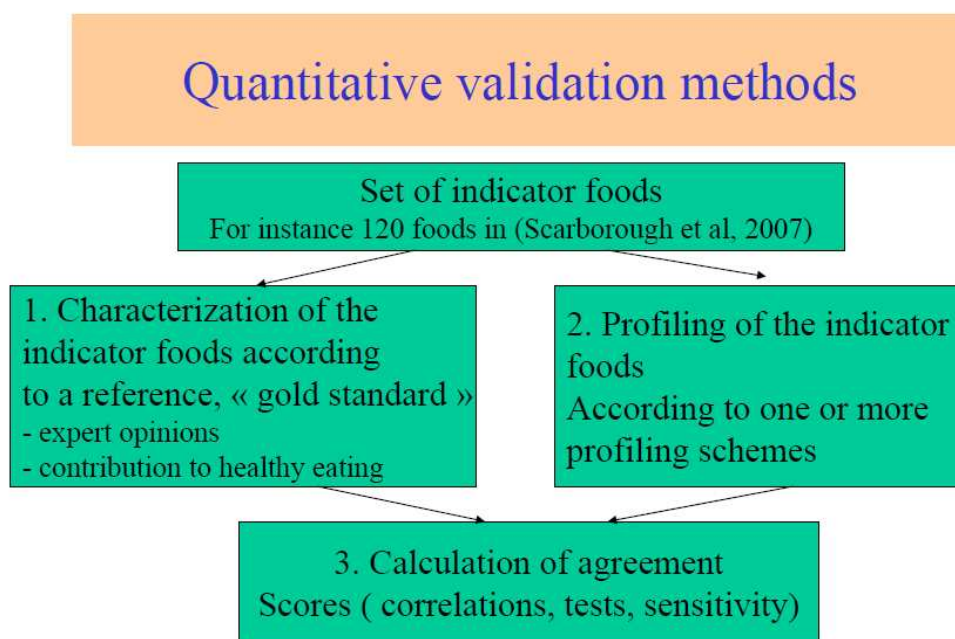 Quantitative validation methods
Set of indicator foods
For instance 120 foods in (Scarborough et al, 2007)
1. Characterization of the
indicator foods according
to a reference, « gold standard »
- expert opinions
- contribution to healthy eating
2. Profiling of the indicator
foods
According to one or more
profiling schemes
3. Calculation of agreement
Scores ( correlations, tests, sensitivity)